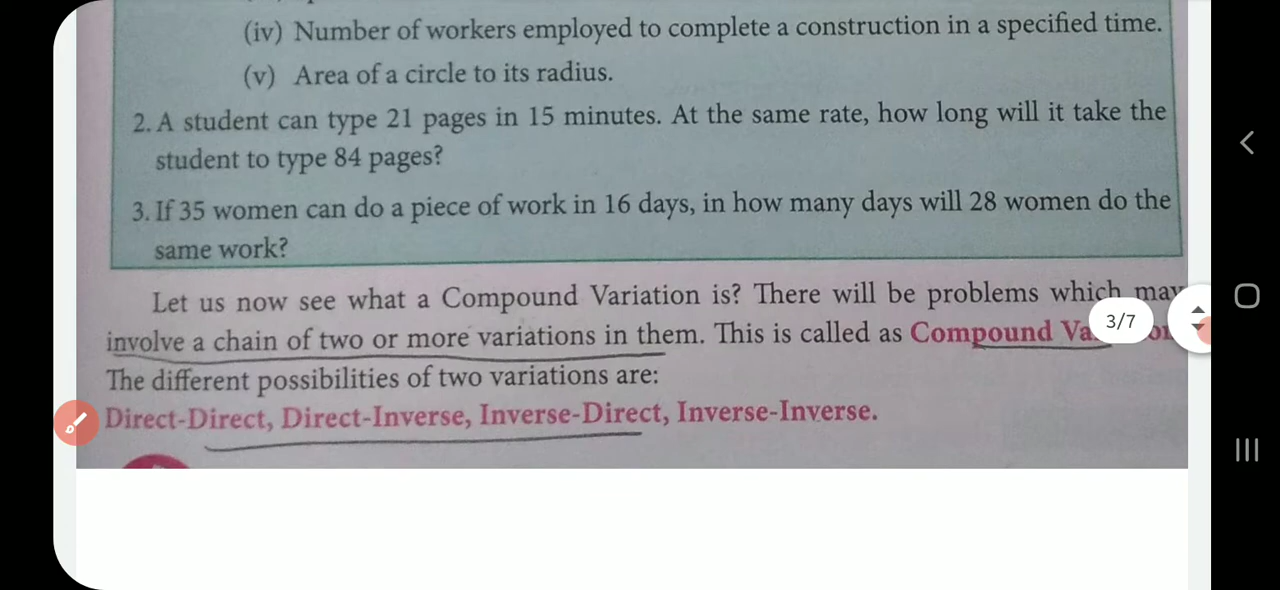 (iv) Number of workers employed to complete a construction in a specified time.
(v) Area of a circle to its radius.
2. A student can type 21 pages in 15 minutes. At the same rate, how long will it take the
student to type 84 pages?
3. If 35 women can do a piece of work in 16 days, in how many days will 28 women do the
same work?
Let us now see what a Compound Variation is? There will be problems which may
involve a chain of two or more variations in them. This is called as Compound
3/7
The different possibilities of two variations are:
Direct-Direct, Direct-Inverse, Inverse-Direct, Inverse-Inverse.